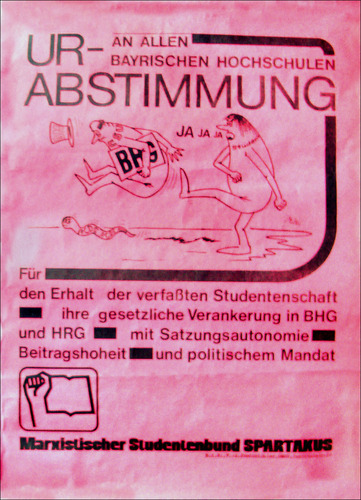 UR-
AN ALLEN
BAYRISCHEN HOCHSCHULEN
ABSTIMMUNG
JA JA JA
BHG
Für
den Erhalt der verfaßten Studentenschaft
ihre gesetzliche Verankerung in BHG
und HRG mit Satzungsautonomie
Beitragshoheit und politischem Mandat
Marxistischer Studentenbund SPARTAKUS